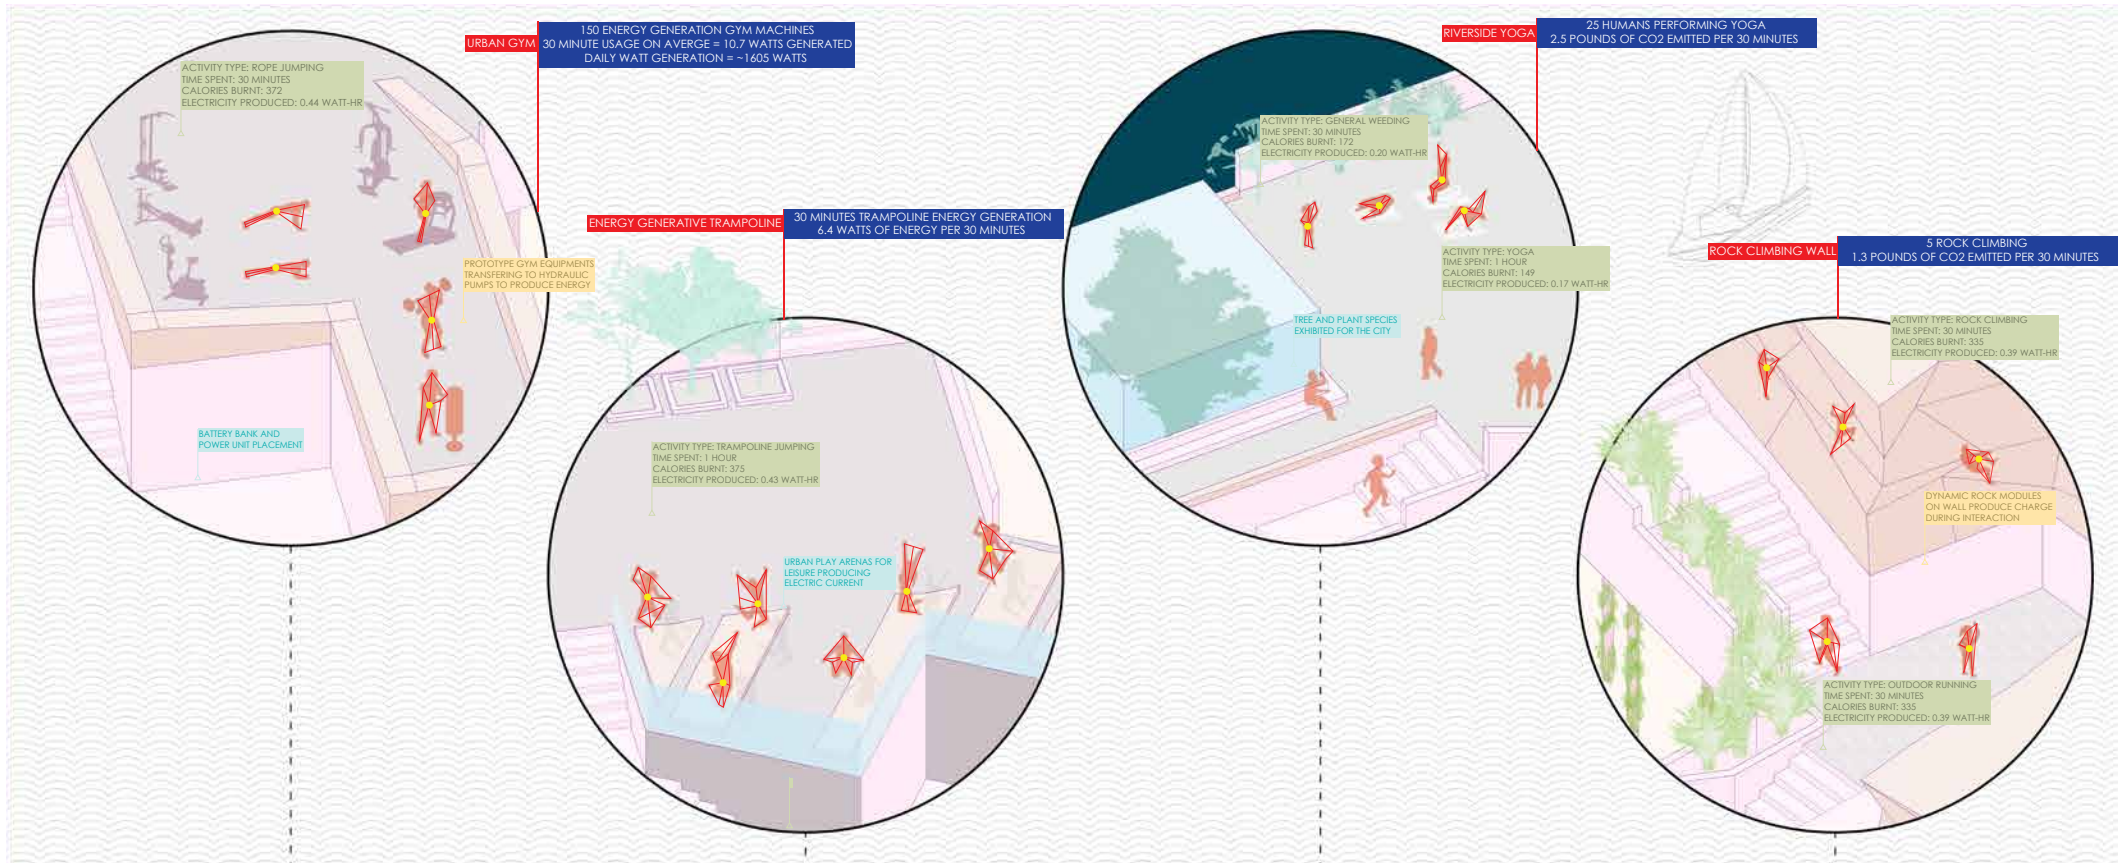 URBAN GYM
150 ENERGY GENERATION GYM MACHINES
30 MINUTE USAGE ON AVERGE = 10.7 WATTS GENERATED
DAILY WATT GENERATION = ~1605 WATTS
ACTIVITY TYPE: ROPE JUMPING
TIME SPENT: 30 MINUTES
CALORIES BURNT: 372
ELECTRICITY PRODUCED: 0.44 WATT-HR
PROTOTYPE GYM EQUIPMENTS
TRANSFERING TO HYDRAULIC
PUMPS TO PRODUCE ENERGY
BATTERY BANK AND
POWER UNIT PLACEMENT
ENERGY GENERATIVE TRAMPOLINE
30 MINUTES TRAMPOLINE ENERGY GENERATION
6.4 WATTS OF ENERGY PER 30 MINUTES
ACTIVITY TYPE: TRAMPOLINE JUMPING
TIME SPENT: 1 HOUR
CALORIES BURNT: 375
ELECTRICITY PRODUCED: 0.43 WATT-HR
URBAN PLAY ARENAS FOR
LEISURE PRODUCING
ELECTRIC CURRENT
RIVERSIDE YOGA
25 HUMANS PERFORMING YOGA
2.5 POUNDS OF CO2 EMITTED PER 30 MINUTES
ACTIVITY TYPE: GENERAL WEEDING
TIME SPENT: 30 MINUTES
CALORIES BURNT: 172
ELECTRICITY PRODUCED: 0.20 WATT-HR
ACTIVITY TYPE: YOGA
TIME SPENT: 1 HOUR
CALORIES BURNT: 149
ELECTRICITY PRODUCED: 0.17 WATT-HR
TREE AND PLANT SPECIES
EXHIBITED FOR THE CITY
ROCK CLIMBING WALL
5 ROCK CLIMBING
1.3 POUNDS OF CO2 EMITTED PER 30 MINUTES
ACTIVITY TYPE: ROCK CLIMBING
TIME SPENT: 30 MINUTES
CALORIES BURNT: 335
ELECTRICITY PRODUCED: 0.39 WATT-HR
DYNAMIC ROCK MODULES
ON WALL PRODUCE CHARGE
DURING INTERACTION
ACTIVITY TYPE: OUTDOOR RUNNING
TIME SPENT: 30 MINUTES
CALORIES BURNT: 335
ELECTRICITY PRODUCED: 0.39 WATT-HR